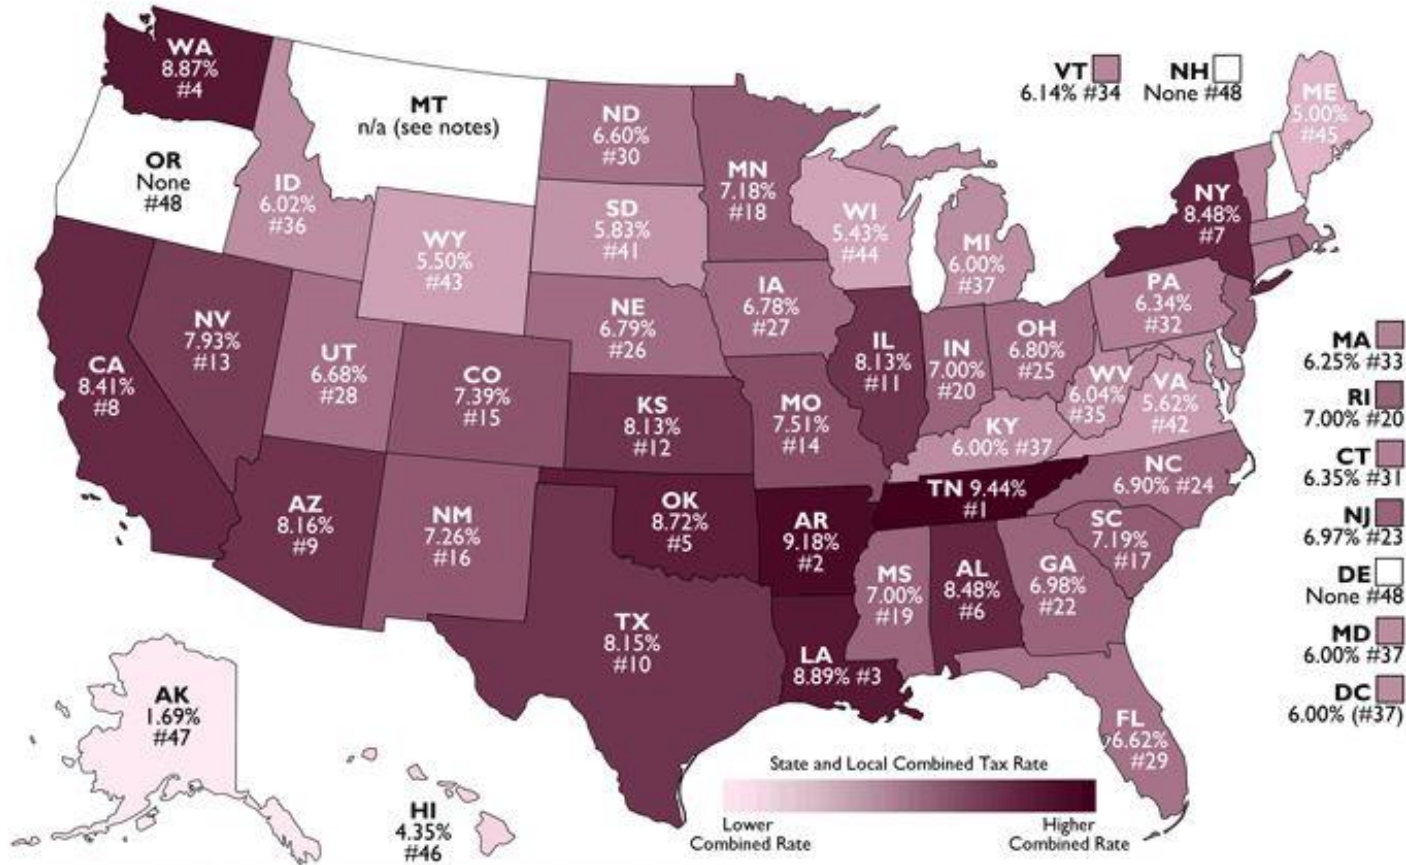 WA
8.87%
#4
MT
n/a (see notes)
ND
6.60%
#30
VT
6.14% #34
NH
None #48
ME
5.00%
#45
OR
None
#48
ID
6.02%
#36
MN
7.18%
#18
WI
5.43%
#44
NY
8.48%
#7
SD
5.83%
#41
WY
5.50%
#43
MI
6.00%
#37
IA
6.78%
#27
PA
6.34%
#32
NE
6.79%
#26
NV
7.93%
#13
UT
6.68%
#28
CO
7.39%
#15
CA
8.41%
#8
IL
8.13%
#11
IN
7.00%
#20
OH
6.80%
#25
WV
6.04%
#35
VA
5.62%
#42
MA
6.25% #33
RI
7.00% #20
KS
8.13%
#12
MO
7.51%
#14
KY
6.00% #37
CT
6.35% #31
NC
6.90% #24
TN 9.44%
#1
AZ
8.16%
#9
NM
7.26%
#16
OK
8.72%
#5
AR
9.18%
#2
SC
7.19%
#17
NJ
6.97% #23
MS
7.00%
#19
AL
8.48%
#6
GA
6.98%
#22
DE
None #48
TX
8.15%
#10
LA
8.89% #3
MD
6.00% #37
DC
6.00% (#37)
AK
1.69%
#47
FL
6.62%
#29
HI
4.35%
#46
State and Local Combined Tax Rate
Lower
Combined Rate
Higher
Combined Rate